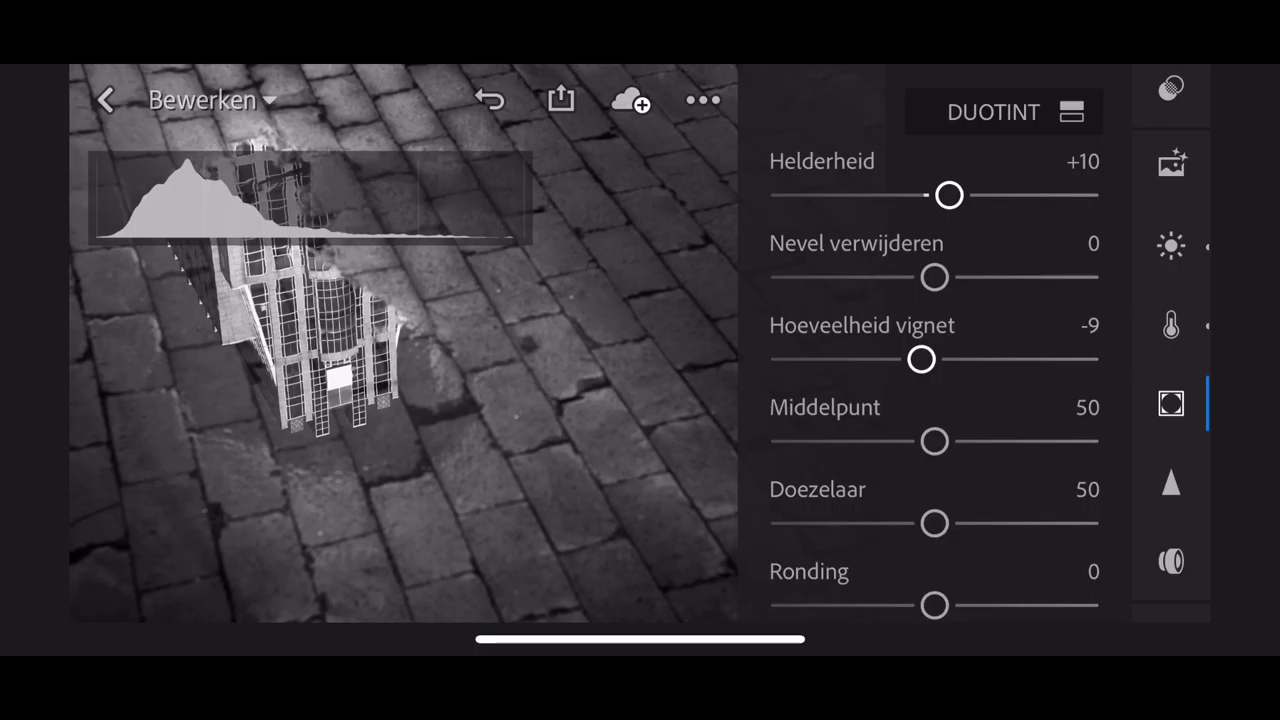 Bewerken
DUOTINT
Helderheid +10
Nevel verwijderen 0
Hoeveelheid vignet -9
Middelpunt 50
Doezelaar 50
Ronding 0